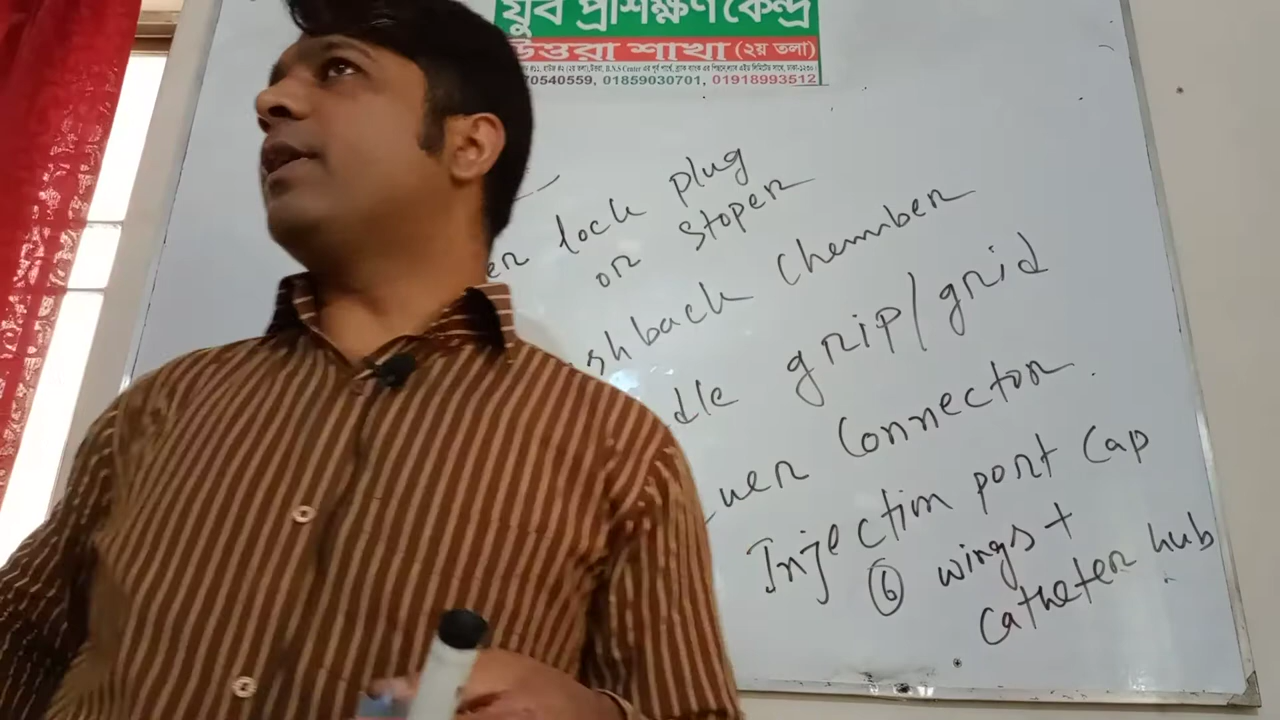 যুব প্রশিক্ষণ কেন্দ্র
উত্তরা শাখা (২য় তলা)
70540559, 01859030701, 01918993512
er lock plug
or stoper
shback Chember
dle grip/grid
uer Connector.
Injection port Cap
6 wings +
Catheter hub